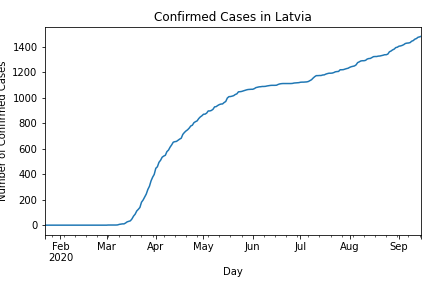 Confirmed Cases in Latvia
Number of Confirmed Cases
1400
1200
1000
800
600
400
200
0
Feb Mar Apr May Jun Jul Aug Sep
2020
Day